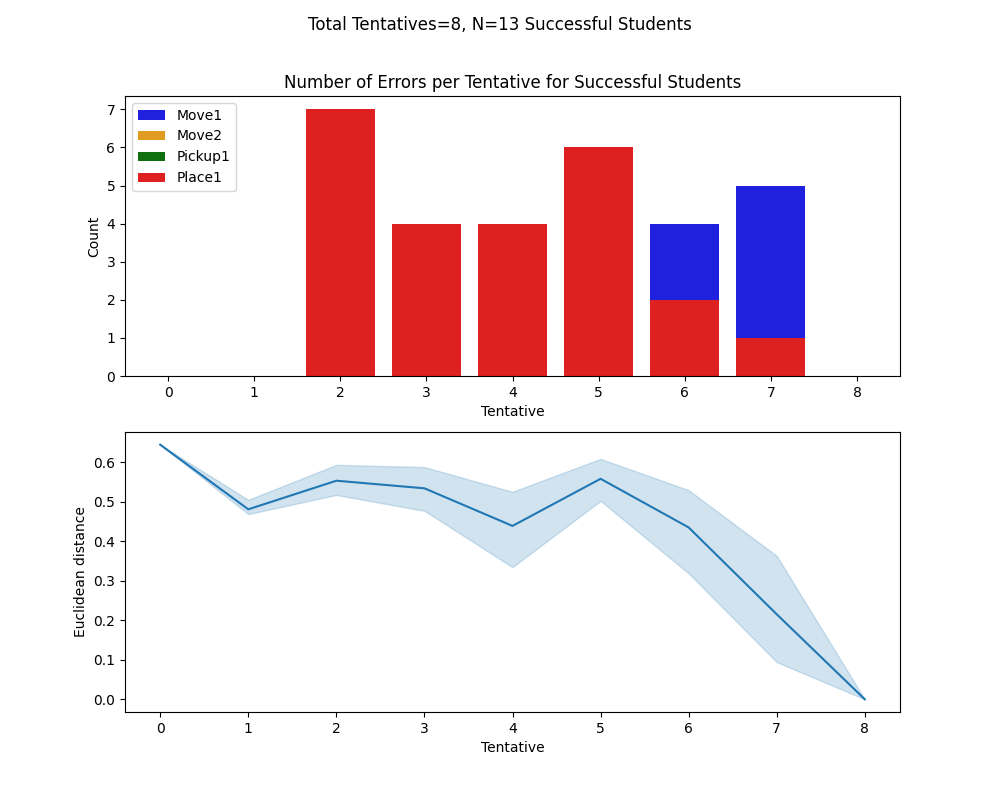 Total Tentatives=8, N=13 Successful Students
Number of Errors per Tentative for Successful Students
Move1
Move2
Pickup1
Place1
7
6
5
4
3
2
1
0
Count
0 1 2 3 4 5 6 7 8
Tentative
0.6
0.5
0.4
0.3
0.2
0.1
0.0
Euclidean distance
0 1 2 3 4 5 6 7 8
Tentative